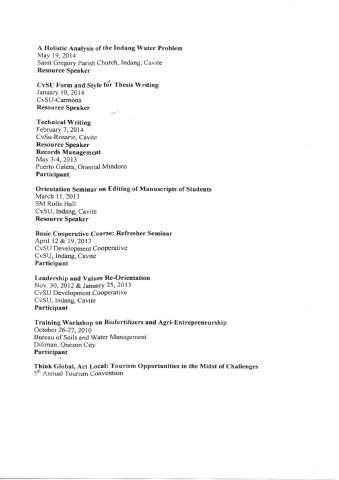 A Holistic Analysis of the Indang Water Problem
May 19, 2014
Saint Gregory Parish Church, Indang, Cavite
Resource Speaker
CvSU Form and Style for Thesis Writing
January 10, 2014
CvSU-Carmona
Resource Speaker
Technical Writing
February 7, 2014
CvSu-Rosario, Cavite
Resource Speaker
Resource Speaker
Records Management
May 3-4, 2013
Puerto Galera, Oriental Mindoro
Participant
Orientation Seminar on Editing of Manuscripts of Students
March 11, 2013
SM Rolle Hall
CvSU, Indang, Cavite
Resource Speaker
Basic Cooperative Course: Refresher Seminar
April 12 & 19, 2013
CvSU Development Cooperative
CvSU, Indang, Cavite
Participant
Leadership and Values Re-Orientation
Nov. 30, 2012 & January 25, 2013
CvSU Development Cooperative
CvSU, Indang, Cavite
Participant
Training Workshop on Biofertilizers and Agri-Entrepreneurship
October 26-27, 2010
Bureau of Soils and Water Management
Diliman, Quezon City
Participant
Think Global, Act Local: Tourism Opportunities in the Midst of Challenges
5th Annual Tourism Convention